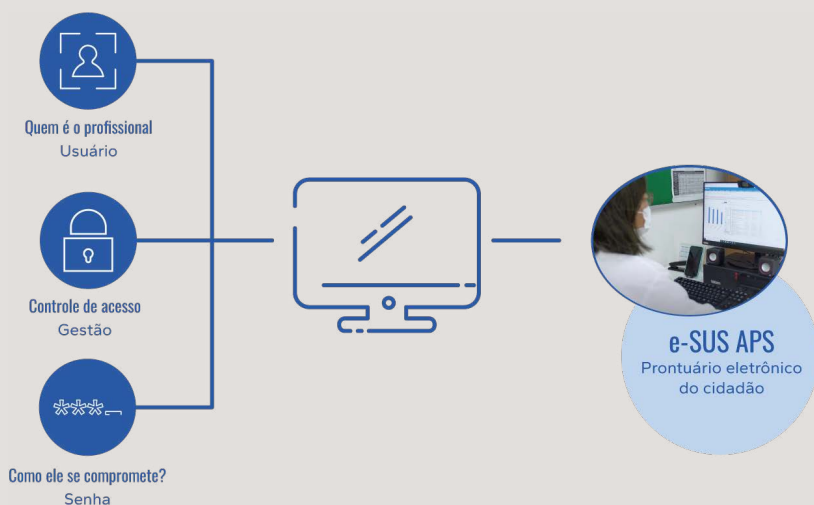 Quem é o profissional
Usuário
Controle de acesso
Gestão
***_
Como ele se compromete?
Senha
e-SUS APS
Prontuário eletrônico
do cidadão